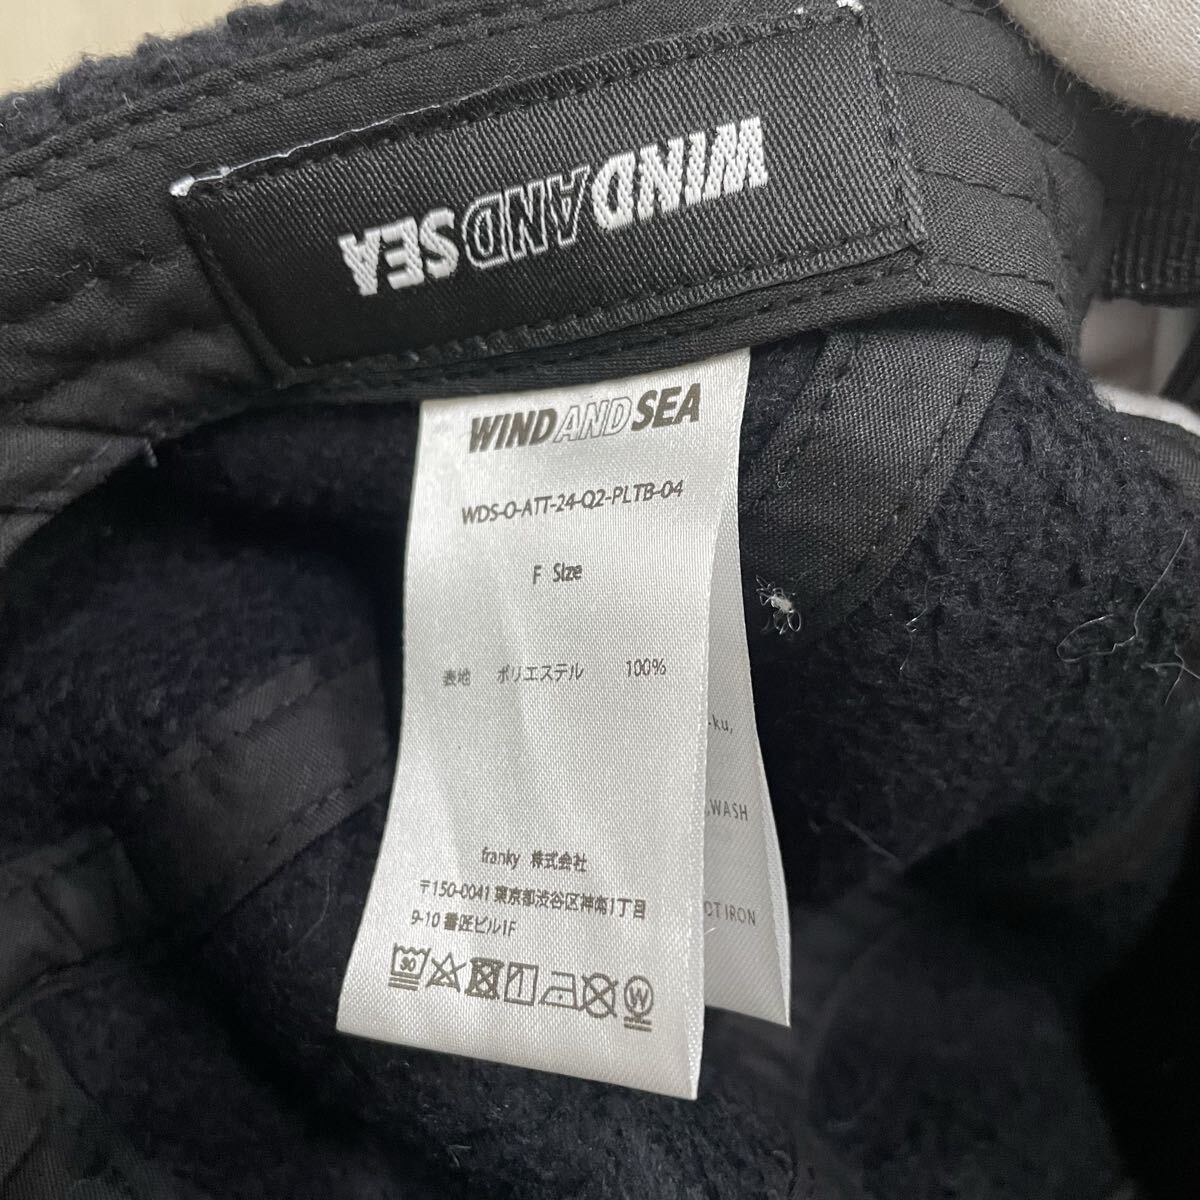 WIND AND SEA
WIND AND SEA
WDS-O-ATT-24-Q2-PLTB-04
F Size
表地 ポリエステル 100%
-ku,
WASH
franky 株式会社
〒150-0041 東京都渋谷区神南1丁目
9-10 番匠ビル1F
OT IRON
30
W